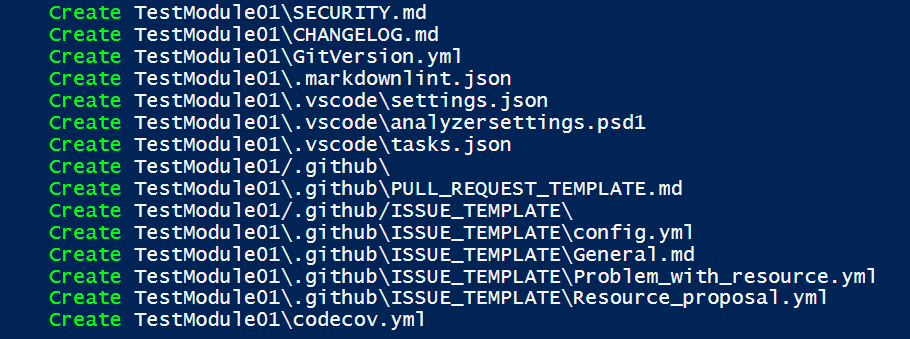 Create TestModule01\SECURITY.md
Create TestModule01\CHANGELOG.md
Create TestModule01\GitVersion.yml
Create TestModule01\.markdownlint.json
Create TestModule01\.vscode\settings.json
Create TestModule01\.vscode\analyzersettings.psd1
Create TestModule01\.vscode\tasks.json
Create TestModule01/.github\
Create TestModule01\.github\PULL_REQUEST_TEMPLATE.md
Create TestModule01/.github/ISSUE_TEMPLATE\
Create TestModule01\.github\ISSUE_TEMPLATE\config.yml
Create TestModule01\.github\ISSUE_TEMPLATE\General.md
Create TestModule01\.github\ISSUE_TEMPLATE\Problem_with_resource.yml
Create TestModule01\.github\ISSUE_TEMPLATE\Resource_proposal.yml
Create TestModule01\codecov.yml